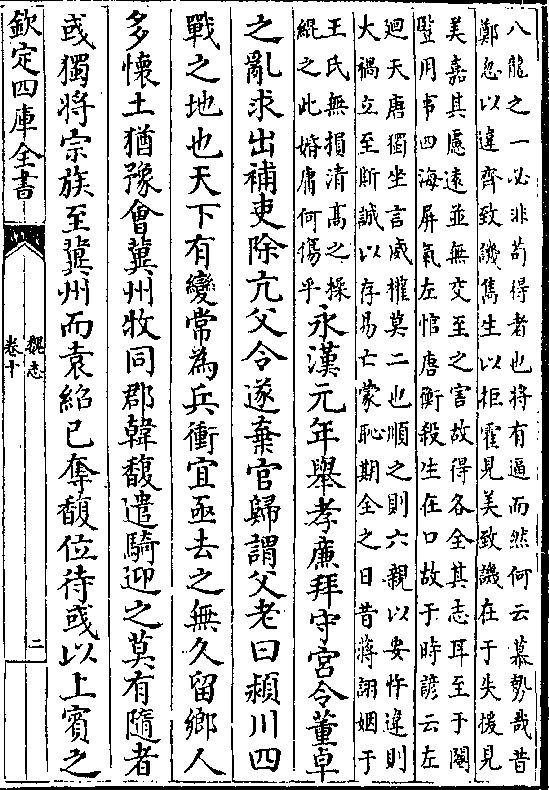 八龍之一必非苟得者也將有逼而然何云慕勢哉昔
鄭忽以違齊致譏雋生以拒霍見美致譏在于失援見
美嘉其慮遠並無交至之害故得各全其志耳至于閹
豎用事四海屏氣左悺唐衡殺生在口故于時諺云左
迴天唐獨坐言威權莫二也順之則六親以安忤違則
大禍立至斯誠以存易亡蒙恥期全之日昔蔣詡姻于
王氏無損清高之操
緄之此婚庸何傷乎
永漢元年舉孝廉拜守宮令董卓
之亂求出補吏除亢父令遂棄官歸謂父老曰潁川四
戰之地也天下有變常為兵衝宜亟去之無久留鄉人
多懷土猶豫會冀州牧同郡韓馥遣騎迎之莫有隨者
彧獨將宗族至冀州而袁紹已奪馥位待彧以上賓之
欽定四庫全書
魏志
卷十
二